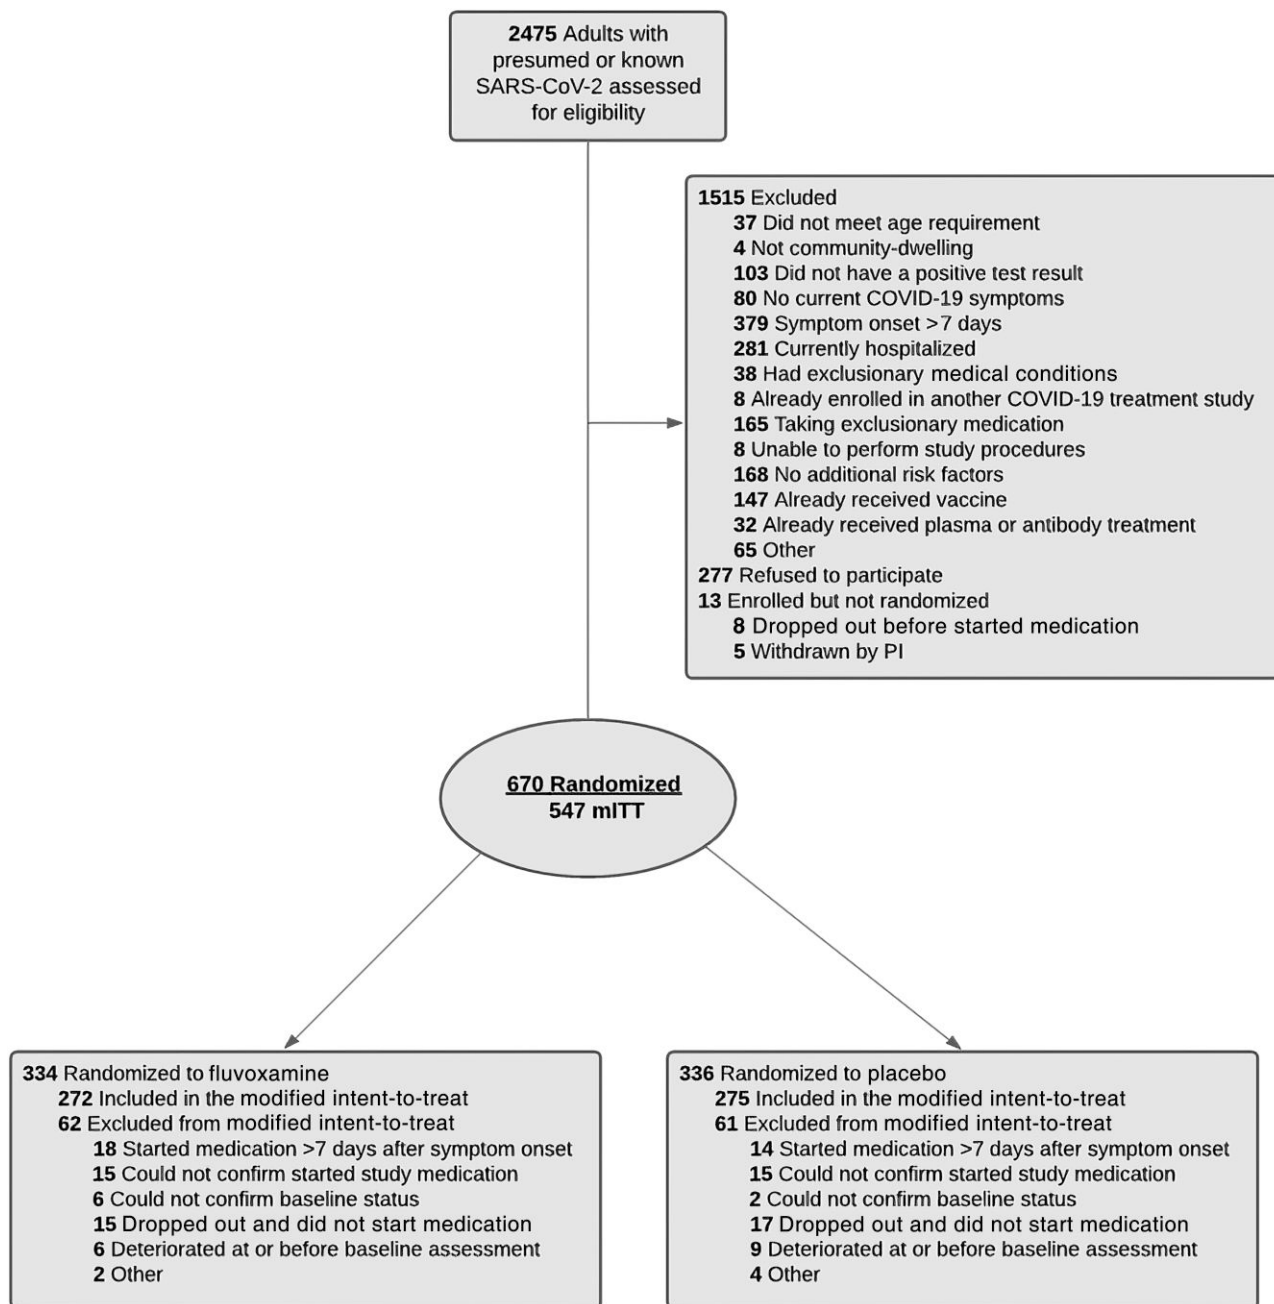 2475 Adults with
presumed or known
SARS-CoV-2 assessed
for eligibility
1515 Excluded
37 Did not meet age requirement
4 Not community-dwelling
103 Did not have a positive test result
80 No current COVID-19 symptoms
379 Symptom onset >7 days
281 Currently hospitalized
38 Had exclusionary medical conditions
8 Already enrolled in another COVID-19 treatment study
165 Taking exclusionary medication
8 Unable to perform study procedures
168 No additional risk factors
147 Already received vaccine
32 Already received plasma or antibody treatment
65 Other
277 Refused to participate
13 Enrolled but not randomized
8 Dropped out before started medication
5 Withdrawn by PI
670 Randomized
547 mITT
334 Randomized to fluvoxamine
272 Included in the modified intent-to-treat
62 Excluded from modified intent-to-treat
18 Started medication >7 days after symptom onset
15 Could not confirm started study medication
6 Could not confirm baseline status
15 Dropped out and did not start medication
6 Deteriorated at or before baseline assessment
2 Other
336 Randomized to placebo
275 Included in the modified intent-to-treat
61 Excluded from modified intent-to-treat
14 Started medication >7 days after symptom onset
15 Could not confirm started study medication
2 Could not confirm baseline status
17 Dropped out and did not start medication
9 Deteriorated at or before baseline assessment
4 Other